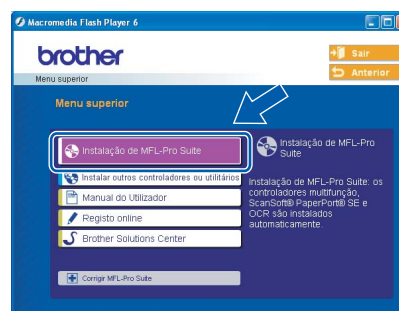 Macromedia Flash Player 6
brother
Sair
Menu superior
Anterior
Menu superior
Instalação de MFL-Pro Suite
Instalar outros controladores ou utilitários
Manual do Utilizador
Registo online
Brother Solutions Center
Corrigir MFL-Pro Suite
Instalação de MFL-Pro
Suite
Instalação de MFL-Pro Suite: os
controladores multifunção,
ScanSoft® PaperPort® SE e
OCR são instalados
automaticamente.